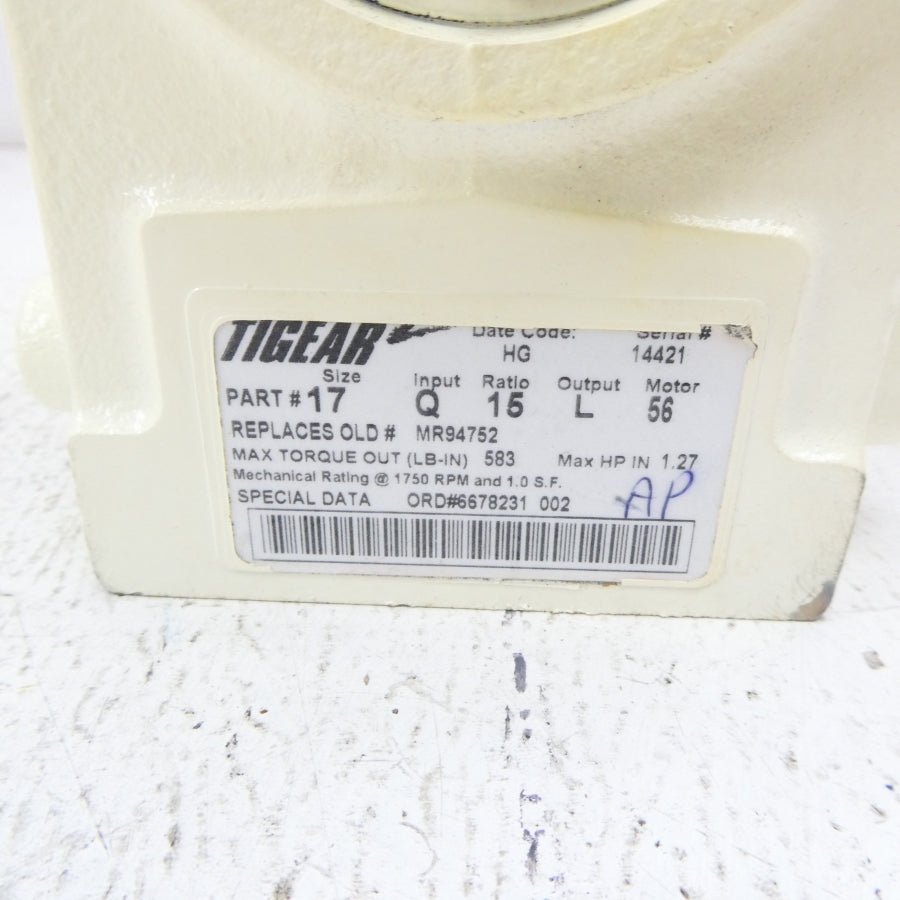 TIGEAR Date Code: Serial #
HG 14421
Size Input Ratio Output Motor
PART # 17 Q 15 L 56
REPLACES OLD # MR94752
MAX TORQUE OUT (LB-IN) 583 Max HP IN 1.27
Mechanical Rating @ 1750 RPM and 1.0 S.F.
SPECIAL DATA ORD#6678231 002
AP